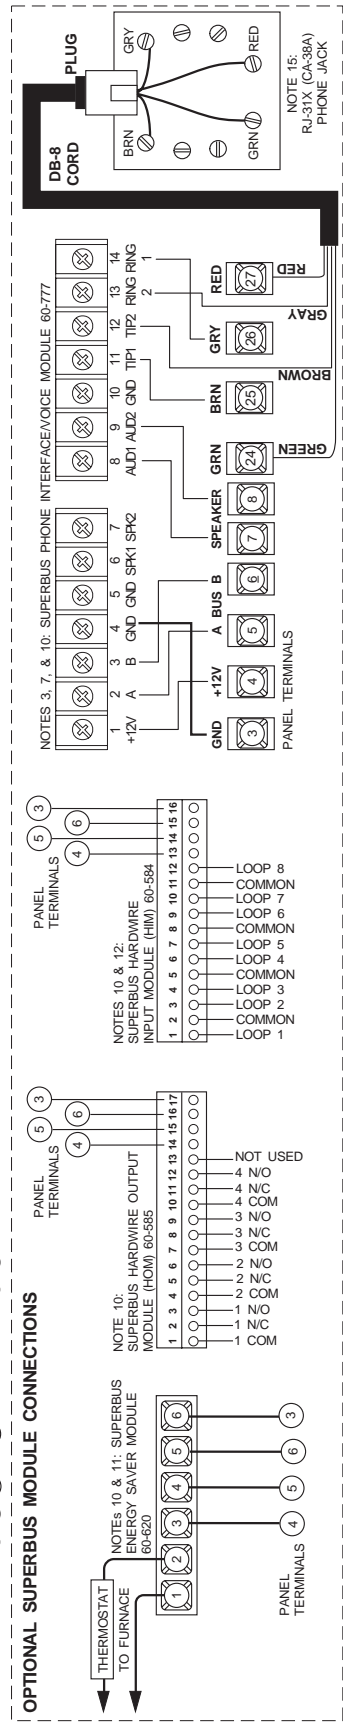 OPTIONAL SUPERBUS MODULE CONNECTIONS
THERMOSTAT
TO FURNACE
NOTEs 10 & 11: SUPERBUS
ENERGY SAVER MODULE
60-620
1 2 3 4 5 6
4 5 6 3
PANEL
TERMINALS
NOTE 10:
SUPERBUS HARDWIRE OUTPUT
MODULE (HOM) 60-585
PANEL
TERMINALS
5 3
4 6
1 2 3 4 5 6 7 8 9 10 11 12 13 14 15 16 17
1 COM
1 N/C
1 N/O
2 COM
2 N/C
2 N/O
3 COM
3 N/C
3 N/O
4 COM
4 N/C
4 N/O
NOT USED
NOTES 10 & 12:
SUPERBUS HARDWIRE
INPUT MODULE (HIM) 60-584
PANEL
TERMINALS
5 3
4 6
1 2 3 4 5 6 7 8 9 10 11 12 13 14 15 16
LOOP 1
COMMON
LOOP 2
LOOP 3
COMMON
LOOP 4
LOOP 5
COMMON
LOOP 6
LOOP 7
COMMON
LOOP 8
NOTES 3, 7, & 10: SUPERBUS PHONE INTERFACE/VOICE MODULE 60-777
1 2 3 4 5 6 7 8 9 10 11 12 13 14
+12V A B GND GND SPK1 SPK2 AUD1 AUD2 GND TIP1 TIP2 RING RING
2 1
GND +12V A BUS B SPEAKER GRN BRN GRY RED
3 4 5 6 7 8 24 25 26 27
PANEL TERMINALS
GREEN
BROWN
GRAY
RED
DB-8
CORD
PLUG
BRN
GRY
GRN
RED
NOTE 15:
RJ-31X (CA-38A)
PHONE JACK